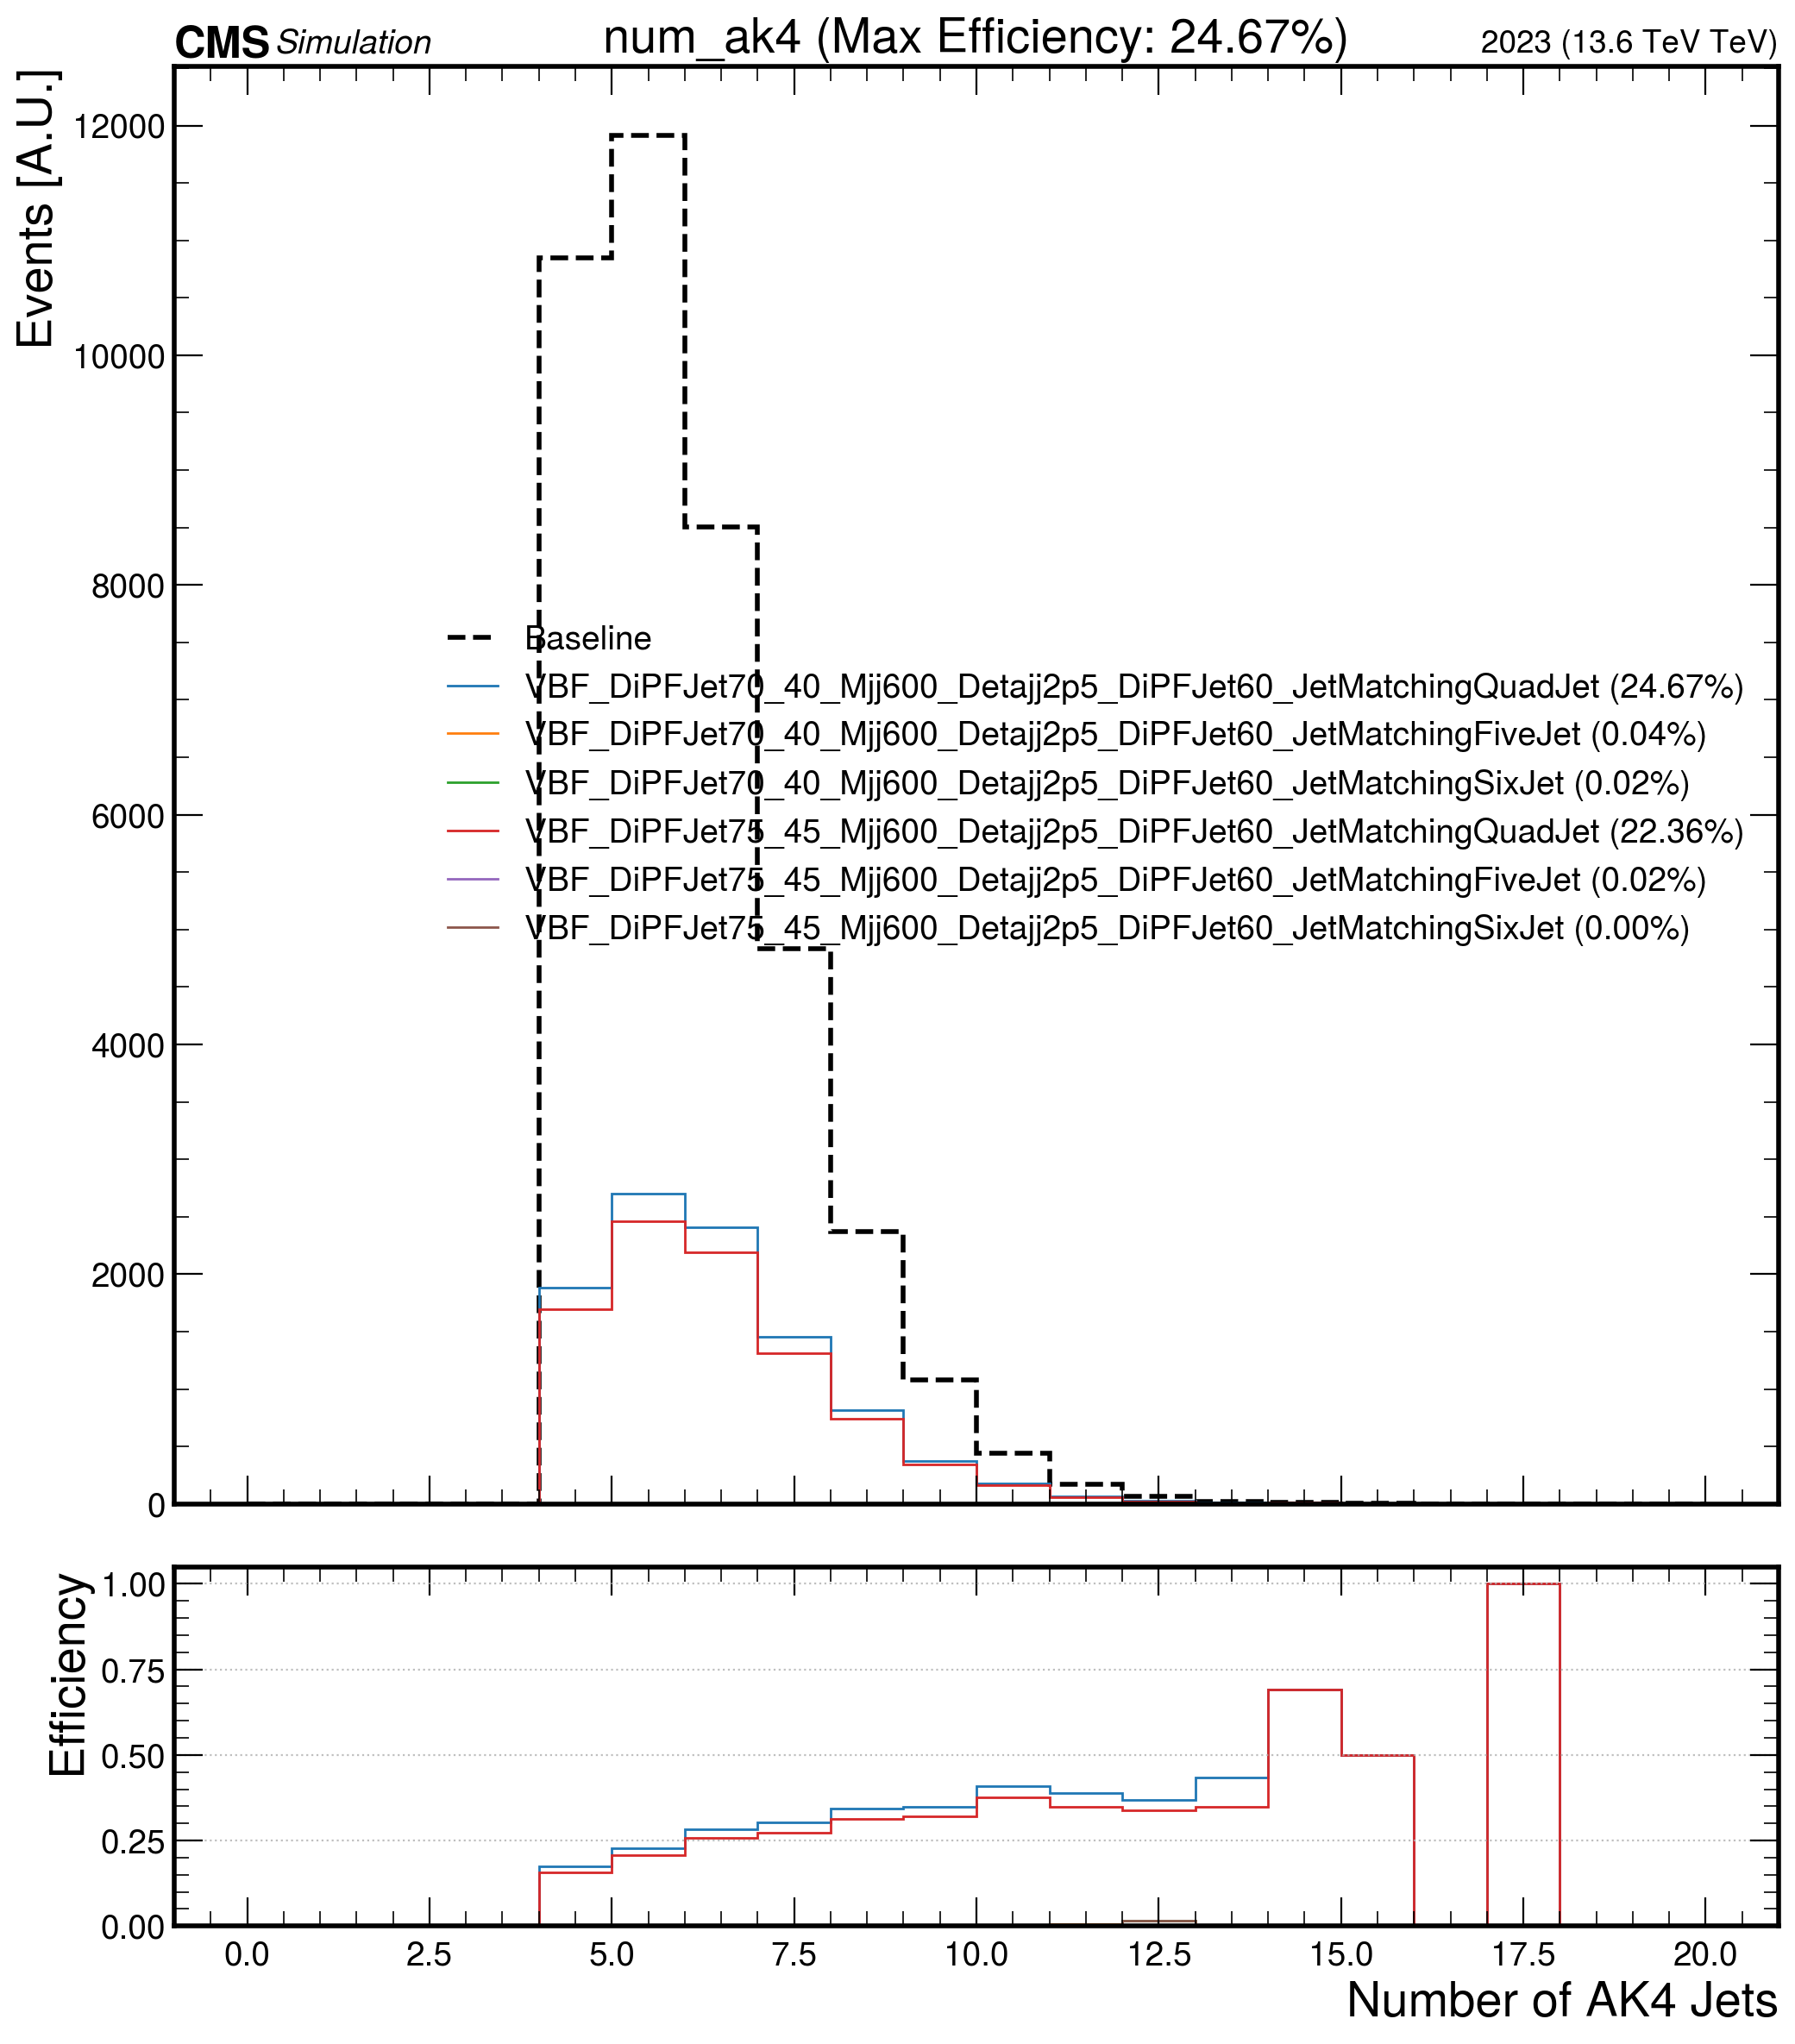 CMS Simulation num_ak4 (Max Efficiency: 24.67%) 2023 (13.6 TeV TeV)
Events [A.U.]
12000
10000
8000
6000
4000
2000
0
Baseline
VBF_DiPFJet70_40_Mjj600_Detajj2p5_DiPFJet60_JetMatchingQuadJet (24.67%)
VBF_DiPFJet70_40_Mjj600_Detajj2p5_DiPFJet60_JetMatchingFiveJet (0.04%)
VBF_DiPFJet70_40_Mjj600_Detajj2p5_DiPFJet60_JetMatchingSixJet (0.02%)
VBF_DiPFJet75_45_Mjj600_Detajj2p5_DiPFJet60_JetMatchingQuadJet (22.36%)
VBF_DiPFJet75_45_Mjj600_Detajj2p5_DiPFJet60_JetMatchingFiveJet (0.02%)
VBF_DiPFJet75_45_Mjj600_Detajj2p5_DiPFJet60_JetMatchingSixJet (0.00%)
Efficiency
1.00
0.75
0.50
0.25
0.00
0.0 2.5 5.0 7.5 10.0 12.5 15.0 17.5 20.0
Number of AK4 Jets